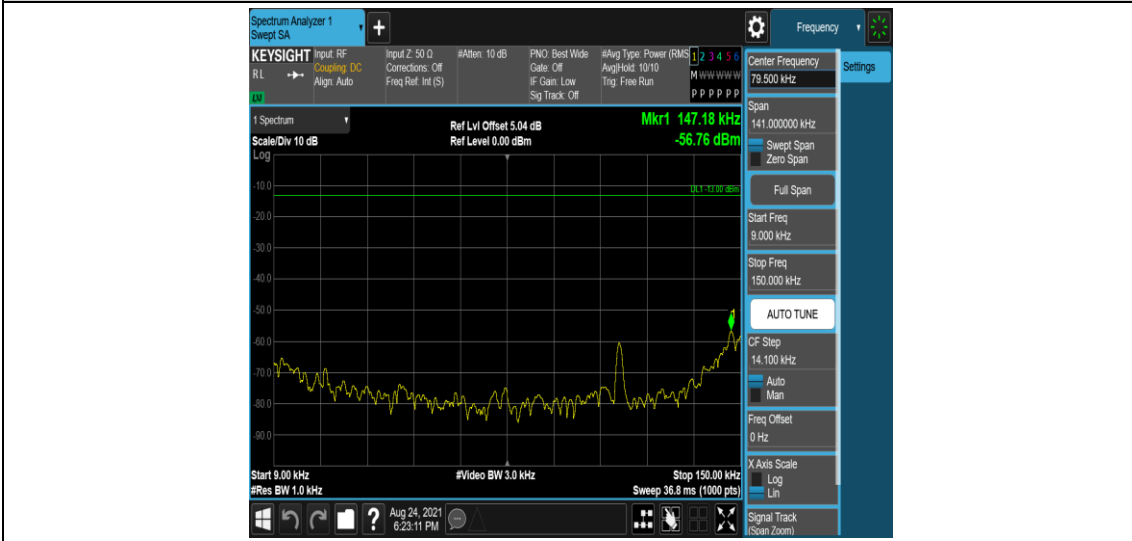 Spectrum Analyzer 1
Swept SA
+
Frequency
KEYSIGHT
RL
LXI
Input: RF
Coupling: DC
Align: Auto
Input Z: 50 Ω
Corrections: Off
Freq Ref: Int (S)
#Atten: 10 dB
PNO: Best Wide
Gate: Off
IF Gain: Low
Sig Track: Off
#Avg Type: Power (RMS
Avg|Hold: 10/10
Trig: Free Run
1 2 3 4 5 6
M W W W W W
P P P P P P
1 Spectrum
Scale/Div 10 dB
Log
Ref Lvl Offset 5.04 dB
Ref Level 0.00 dBm
Mkr1 147.18 kHz
-56.76 dBm
DL1 -13.00 dBm
-10.0
-20.0
-30.0
-40.0
-50.0
-60.0
-70.0
-80.0
-90.0
1
Start 9.00 kHz
#Res BW 1.0 kHz
#Video BW 3.0 kHz
Stop 150.00 kHz
Sweep 36.8 ms (1000 pts)
Center Frequency
79.500 kHz
Settings
Span
141.000000 kHz
Swept Span
Zero Span
Full Span
Start Freq
9.000 kHz
Stop Freq
150.000 kHz
AUTO TUNE
CF Step
14.100 kHz
Auto
Man
Freq Offset
0 Hz
X Axis Scale
Log
Lin
Signal Track
(Span Zoom)
?
Aug 24, 2021
6:23:11 PM